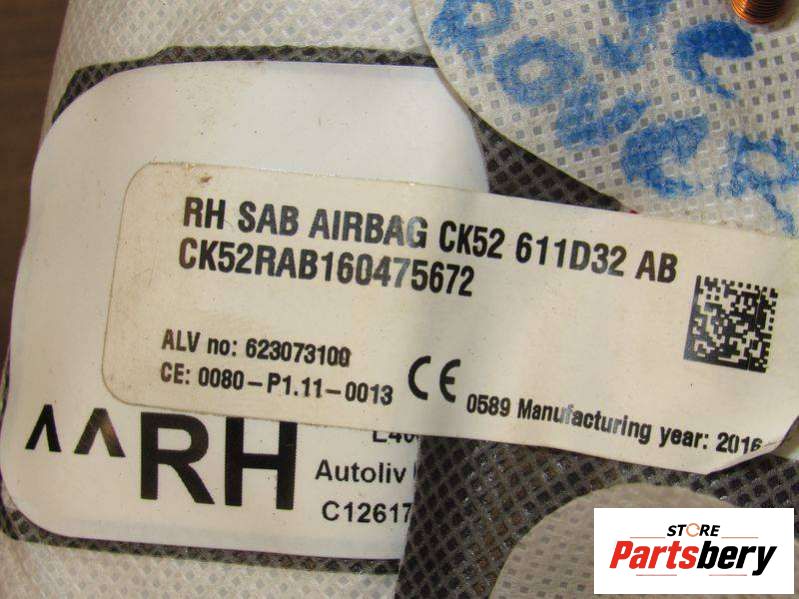 RH SAB AIRBAG CK52 611D32 AB
CK52RAB160475672
ALV no: 623073100
CE: 0080-P1.11-0013
CE 0589 Manufacturing year: 2016
^^RH
Autoliv
C12617
STORE
Partsbery